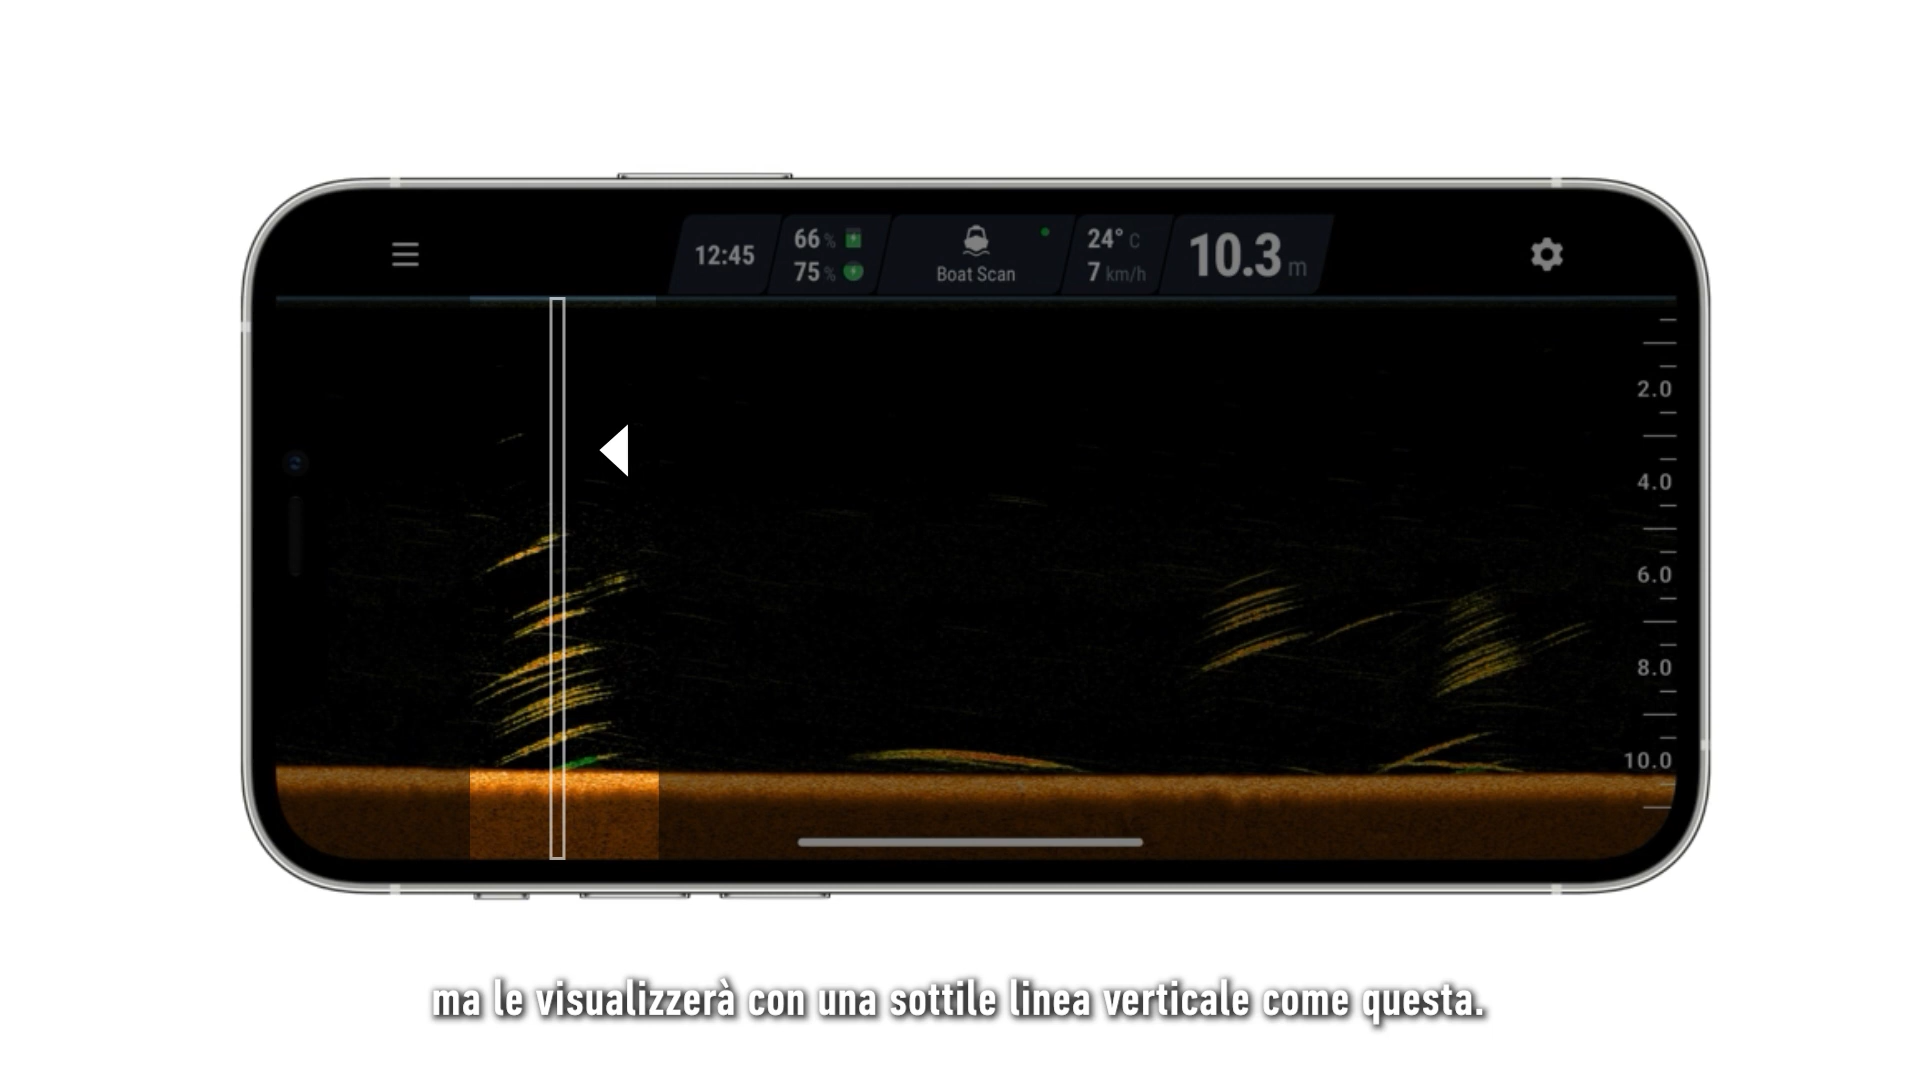 12:45
66 %
75 %
Boat Scan
24° C
7 km/h
10.3 m
2.0
4.0
6.0
8.0
10.0
ma le visualizzerà con una sottile linea verticale come questa.